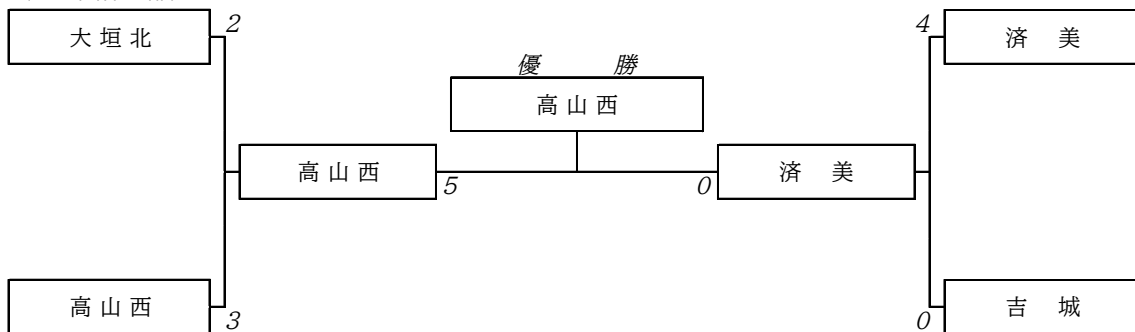 大垣北 2 4 済 美
優 勝
高山西
高山西 5 0 済 美
高山西 3 0 吉 城